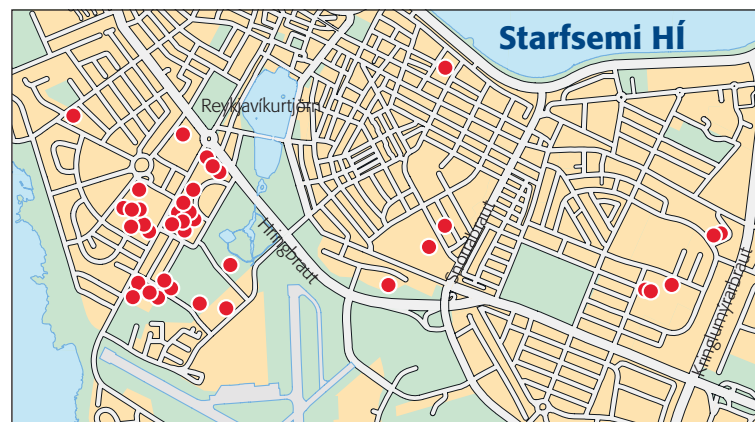 Starfsemi HÍ
Reykjavíkurtjörn
Hringbraut
Snorrabraut
Kringlumýrarbraut